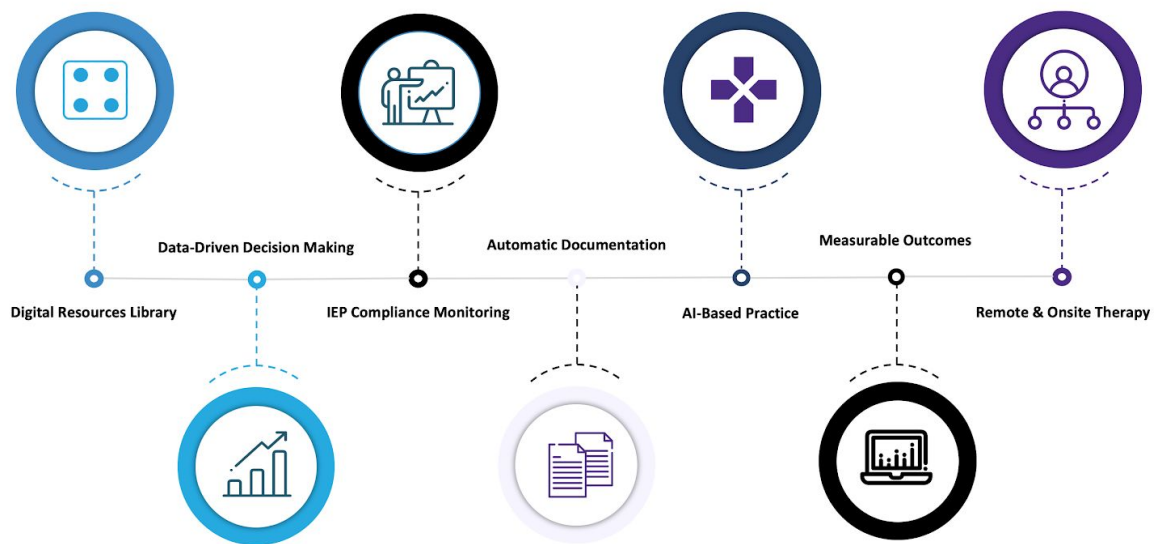 Data-Driven Decision Making
Automatic Documentation
Measurable Outcomes
Digital Resources Library
IEP Compliance Monitoring
AI-Based Practice
Remote & Onsite Therapy